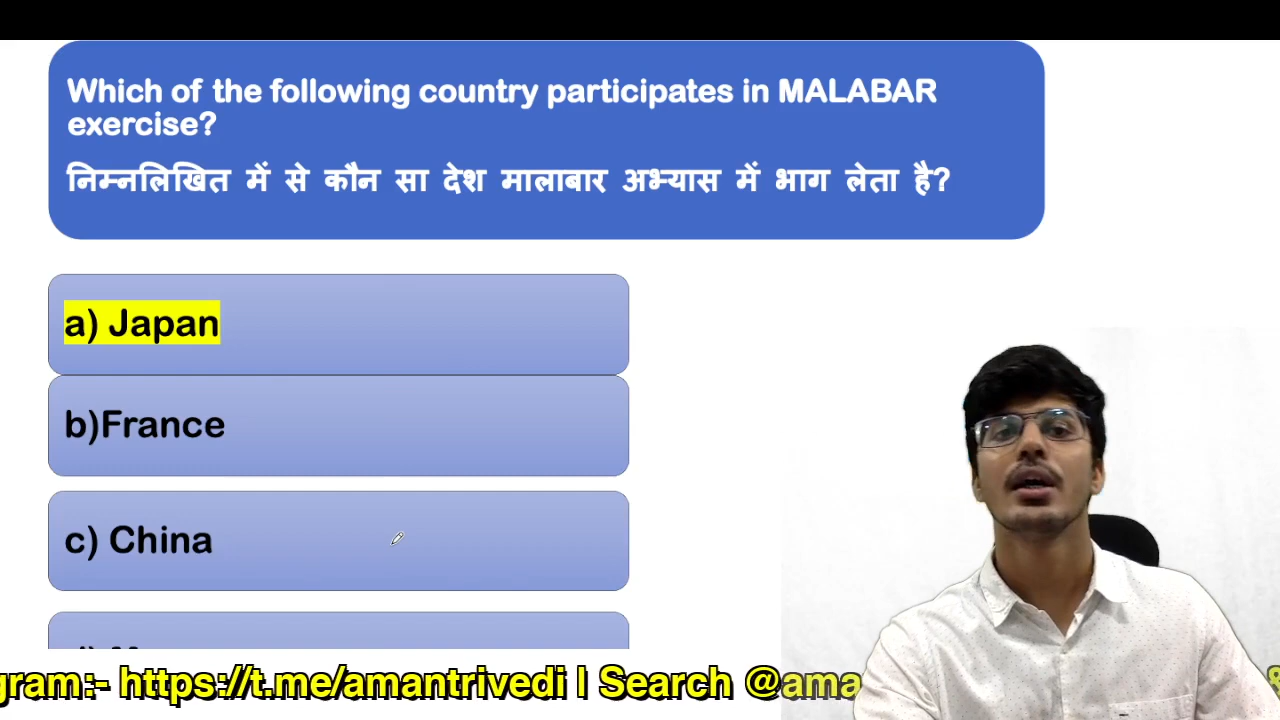 Which of the following country participates in MALABAR
exercise?
निम्नलिखित में से कौन सा देश मालाबार अभ्यास में भाग लेता है?
a) Japan
b)France
c) China
gram:- https://t.me/amantrivedi | Search @ama